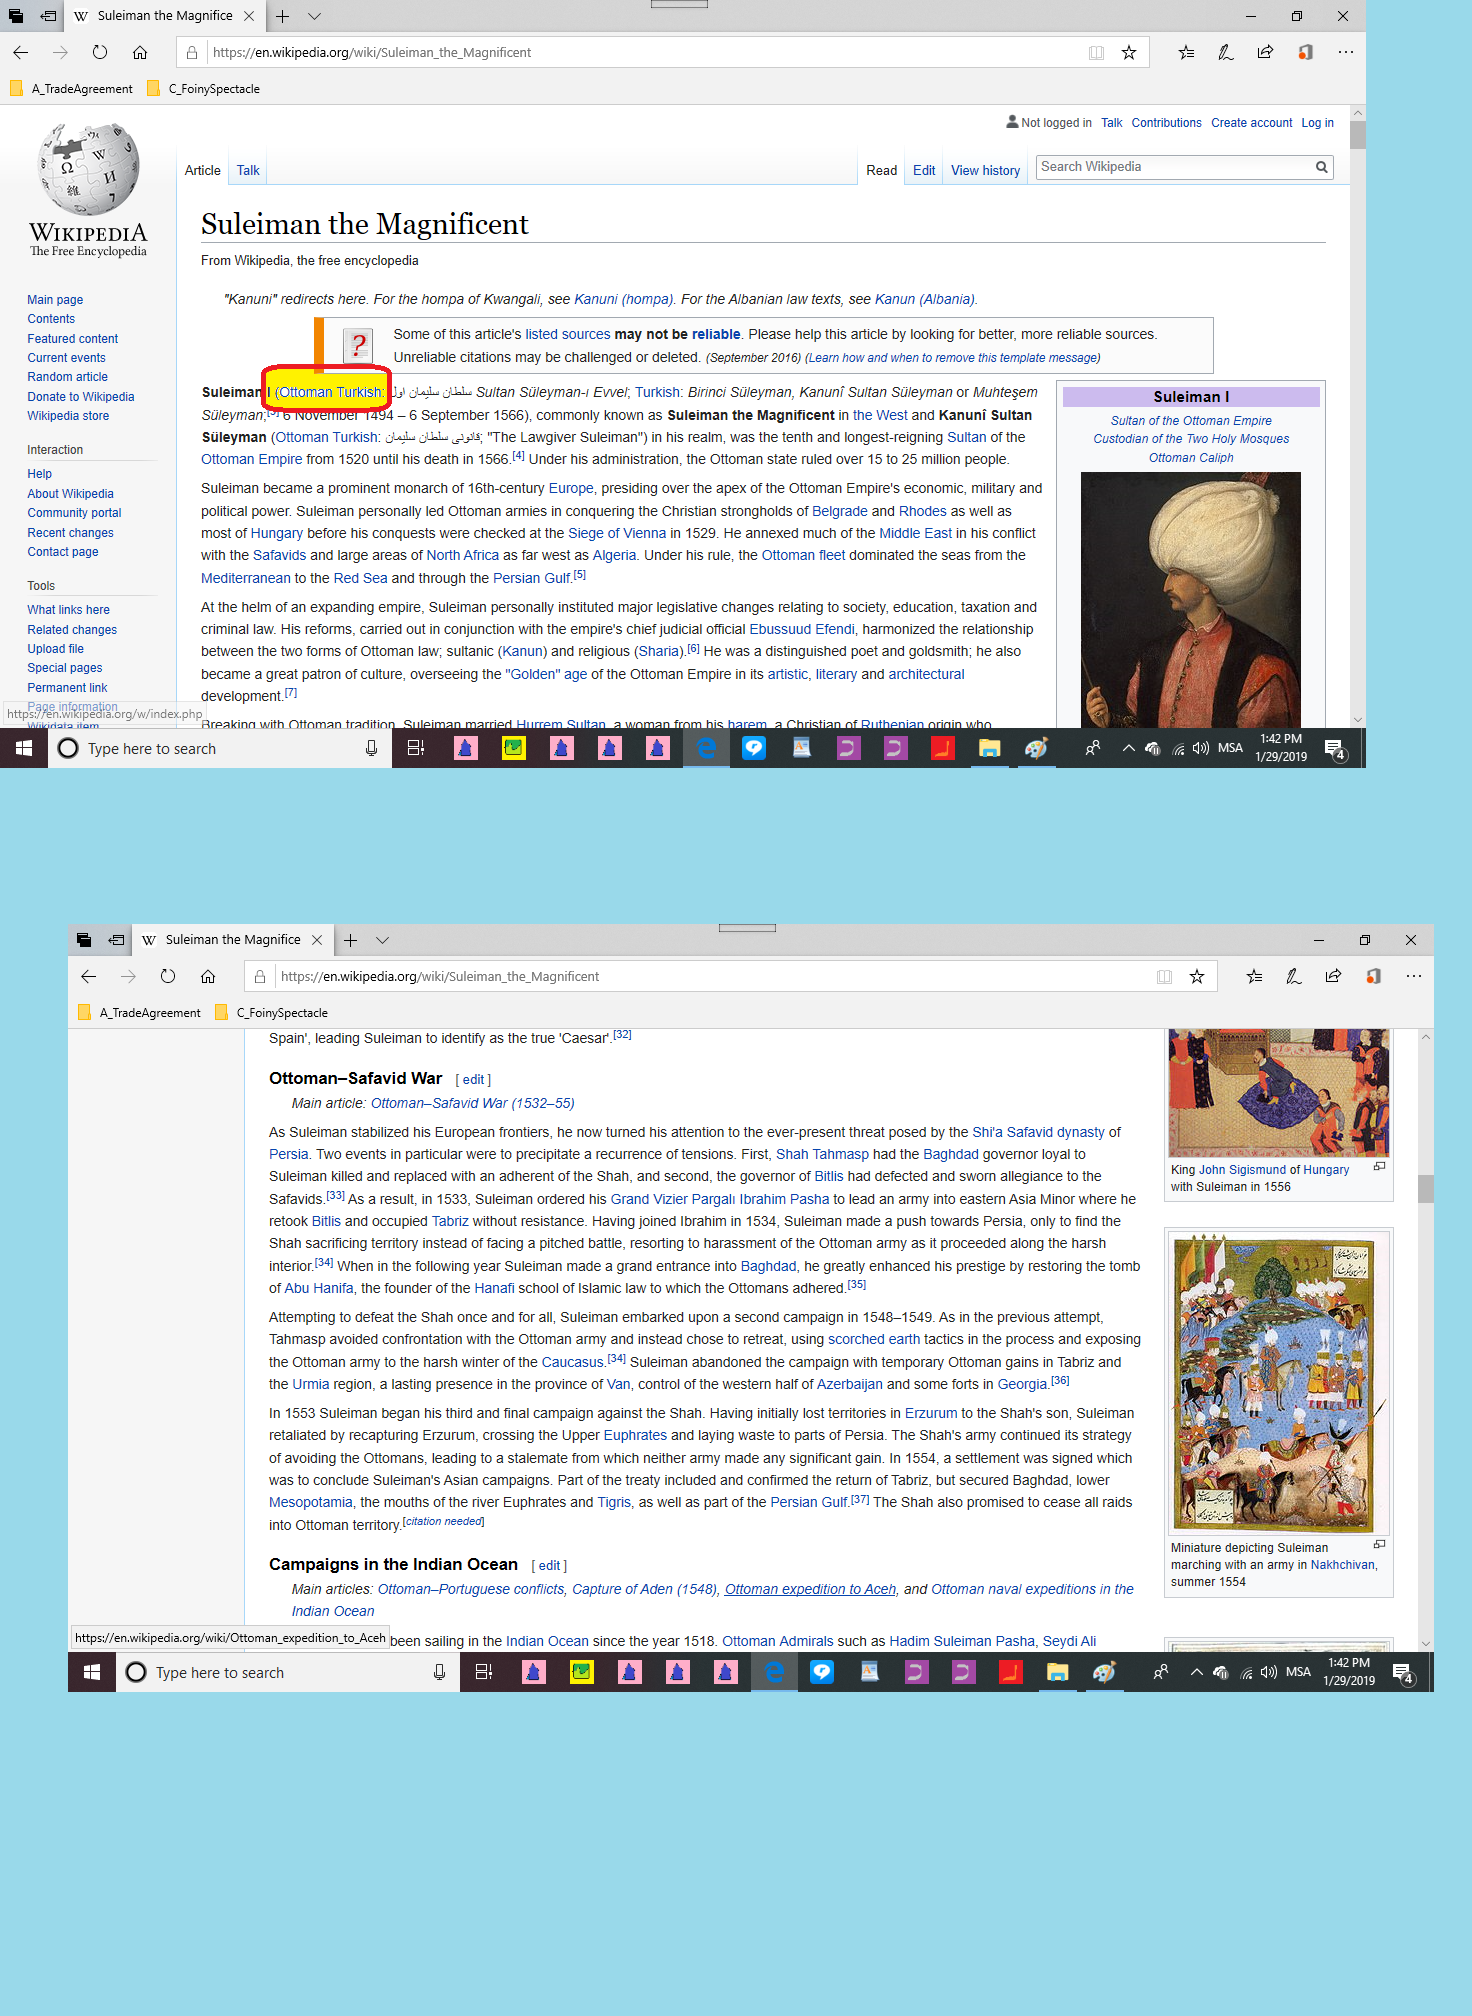 Suleiman the Magnifice
https://en.wikipedia.org/wiki/Suleiman_the_Magnificent
A_TradeAgreement C_FoinySpectacle
Not logged in Talk Contributions Create account Log in
Article Talk Read Edit View history Search Wikipedia
WIKIPEDIA
The Free Encyclopedia
Main page
Contents
Featured content
Current events
Random article
Donate to Wikipedia
Wikipedia store
Interaction
Help
About Wikipedia
Community portal
Recent changes
Contact page
Tools
What links here
Related changes
Upload file
Special pages
Permanent link
Page information
Wikidata item
https://en.wikipedia.org/w/index.php
Suleiman the Magnificent
From Wikipedia, the free encyclopedia
"Kanuni" redirects here. For the hompa of Kwangali, see Kanuni (hompa). For the Albanian law texts, see Kanun (Albania).
Some of this article's listed sources may not be reliable. Please help this article by looking for better, more reliable sources.
Unreliable citations may be challenged or deleted. (September 2016) (Learn how and when to remove this template message)
Suleiman I (Ottoman Turkish: سلطان سليمان اول Sultan Süleyman-ı Evvel; Turkish: Birinci Süleyman, Kanunî Sultan Süleyman or Muhteşem
Süleyman;[3] 6 November 1494 – 6 September 1566), commonly known as Suleiman the Magnificent in the West and Kanunî Sultan
Süleyman (Ottoman Turkish: قانونى سلطان سليمان; "The Lawgiver Suleiman") in his realm, was the tenth and longest-reigning Sultan of the
Ottoman Empire from 1520 until his death in 1566.[4] Under his administration, the Ottoman state ruled over 15 to 25 million people.
Suleiman became a prominent monarch of 16th-century Europe, presiding over the apex of the Ottoman Empire's economic, military and
political power. Suleiman personally led Ottoman armies in conquering the Christian strongholds of Belgrade and Rhodes as well as
most of Hungary before his conquests were checked at the Siege of Vienna in 1529. He annexed much of the Middle East in his conflict
with the Safavids and large areas of North Africa as far west as Algeria. Under his rule, the Ottoman fleet dominated the seas from the
Mediterranean to the Red Sea and through the Persian Gulf.[5]
At the helm of an expanding empire, Suleiman personally instituted major legislative changes relating to society, education, taxation and
criminal law. His reforms, carried out in conjunction with the empire's chief judicial official Ebussuud Efendi, harmonized the relationship
between the two forms of Ottoman law; sultanic (Kanun) and religious (Sharia).[6] He was a distinguished poet and goldsmith; he also
became a great patron of culture, overseeing the "Golden" age of the Ottoman Empire in its artistic, literary and architectural
development.[7]
Breaking with Ottoman tradition, Suleiman married Hurrem Sultan, a woman from his harem, a Christian of Ruthenian origin who
Suleiman I
Sultan of the Ottoman Empire
Custodian of the Two Holy Mosques
Ottoman Caliph
Type here to search
MSA
1:42 PM
1/29/2019
4
Suleiman the Magnifice
https://en.wikipedia.org/wiki/Suleiman_the_Magnificent
A_TradeAgreement C_FoinySpectacle
Spain', leading Suleiman to identify as the true 'Caesar'.[32]
Ottoman–Safavid War [ edit ]
Main article: Ottoman–Safavid War (1532–55)
As Suleiman stabilized his European frontiers, he now turned his attention to the ever-present threat posed by the Shi'a Safavid dynasty of
Persia. Two events in particular were to precipitate a recurrence of tensions. First, Shah Tahmasp had the Baghdad governor loyal to
Suleiman killed and replaced with an adherent of the Shah, and second, the governor of Bitlis had defected and sworn allegiance to the
Safavids.[33] As a result, in 1533, Suleiman ordered his Grand Vizier Pargalı Ibrahim Pasha to lead an army into eastern Asia Minor where he
retook Bitlis and occupied Tabriz without resistance. Having joined Ibrahim in 1534, Suleiman made a push towards Persia, only to find the
Shah sacrificing territory instead of facing a pitched battle, resorting to harassment of the Ottoman army as it proceeded along the harsh
interior.[34] When in the following year Suleiman made a grand entrance into Baghdad, he greatly enhanced his prestige by restoring the tomb
of Abu Hanifa, the founder of the Hanafi school of Islamic law to which the Ottomans adhered.[35]
Attempting to defeat the Shah once and for all, Suleiman embarked upon a second campaign in 1548–1549. As in the previous attempt,
Tahmasp avoided confrontation with the Ottoman army and instead chose to retreat, using scorched earth tactics in the process and exposing
the Ottoman army to the harsh winter of the Caucasus.[34] Suleiman abandoned the campaign with temporary Ottoman gains in Tabriz and
the Urmia region, a lasting presence in the province of Van, control of the western half of Azerbaijan and some forts in Georgia.[36]
In 1553 Suleiman began his third and final campaign against the Shah. Having initially lost territories in Erzurum to the Shah's son, Suleiman
retaliated by recapturing Erzurum, crossing the Upper Euphrates and laying waste to parts of Persia. The Shah's army continued its strategy
of avoiding the Ottomans, leading to a stalemate from which neither army made any significant gain. In 1554, a settlement was signed which
was to conclude Suleiman's Asian campaigns. Part of the treaty included and confirmed the return of Tabriz, but secured Baghdad, lower
Mesopotamia, the mouths of the river Euphrates and Tigris, as well as part of the Persian Gulf.[37] The Shah also promised to cease all raids
into Ottoman territory.[citation needed]
Campaigns in the Indian Ocean [ edit ]
Main articles: Ottoman–Portuguese conflicts, Capture of Aden (1548), Ottoman expedition to Aceh, and Ottoman naval expeditions in the
Indian Ocean
been sailing in the Indian Ocean since the year 1518. Ottoman Admirals such as Hadim Suleiman Pasha, Seydi Ali
https://en.wikipedia.org/wiki/Ottoman_expedition_to_Aceh
King John Sigismund of Hungary
with Suleiman in 1556
Miniature depicting Suleiman
marching with an army in Nakhchivan,
summer 1554
Type here to search
MSA
1:42 PM
1/29/2019
4